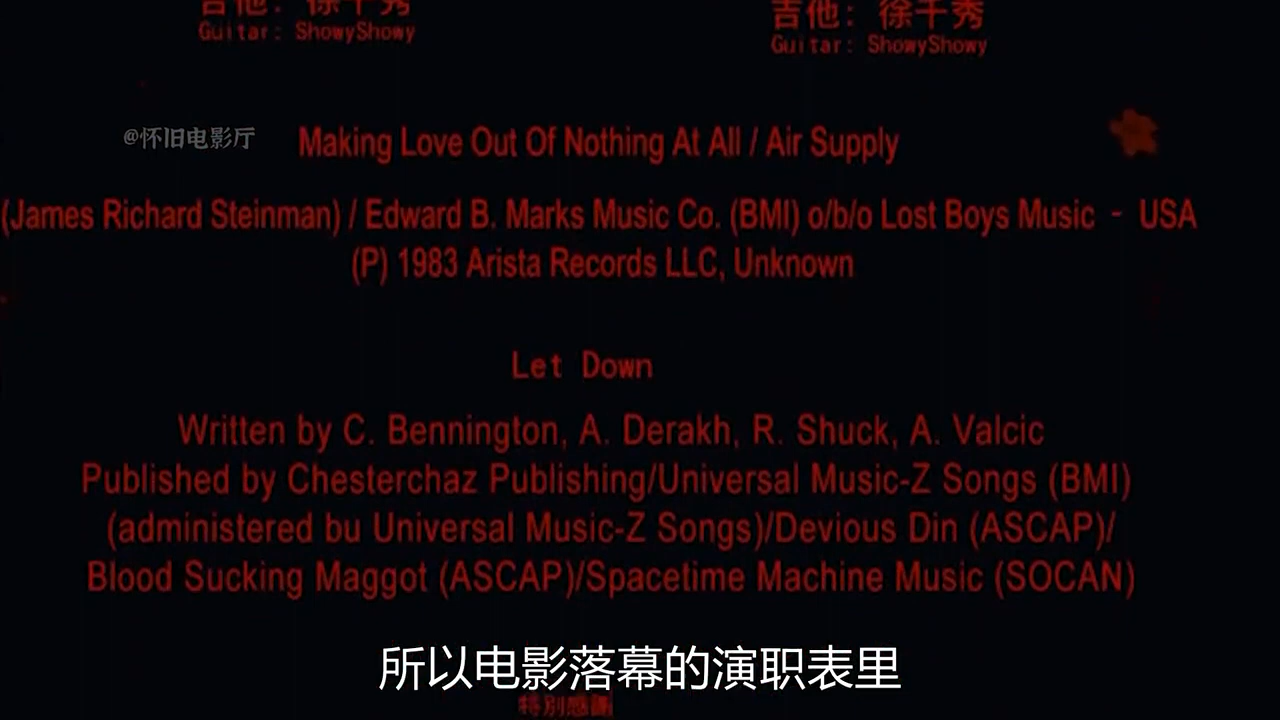 吉他：徐千秀
吉他：徐千秀
Guitar: ShowyShowy
Guitar: ShowyShowy
@怀旧电影厅
Making Love Out Of Nothing At All / Air Supply
(James Richard Steinman) / Edward B. Marks Music Co. (BMI) o/b/o Lost Boys Music - USA
(P) 1983 Arista Records LLC, Unknown
Let Down
Written by C. Bennington, A. Derakh, R. Shuck, A. Valcic
Published by Chesterchaz Publishing/Universal Music-Z Songs (BMI)
(administered bu Universal Music-Z Songs)/Devious Din (ASCAP)/
Blood Sucking Maggot (ASCAP)/Spacetime Machine Music (SOCAN)
所以电影落幕的演职表里
特別感謝